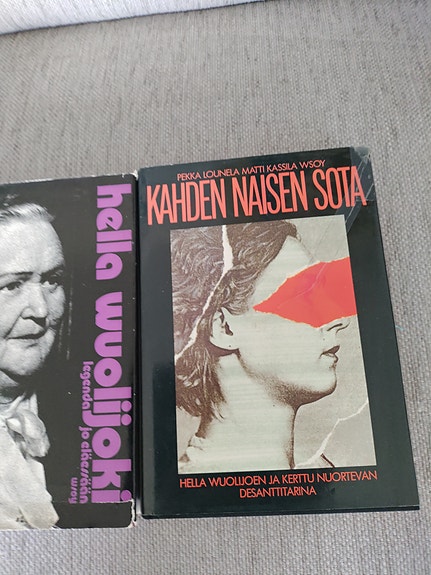 hella wuolijoki
legenda jo eläessään
wsoy
PEKKA LOUNELA MATTI KASSILA WSOY
KAHDEN NAISEN SOTA
HELLA WUOLIJOEN JA KERTTU NUORTEVAN
DESANTTITARINA